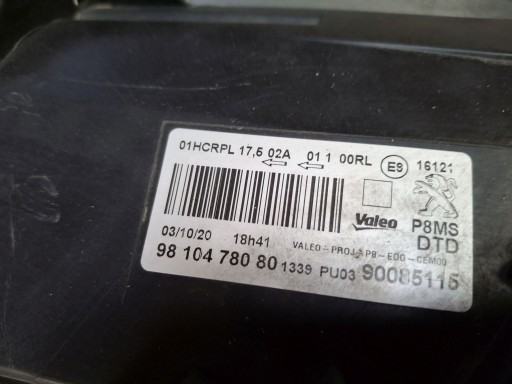 01HCRPL 17,5 02A 01 1 00RL E9 16121
Valeo P8MS
DTD
03/10/20 18h41 VALEO-PROJ-P8-EDO-CEM00
98 104 780 80 1339 PU03 90085115